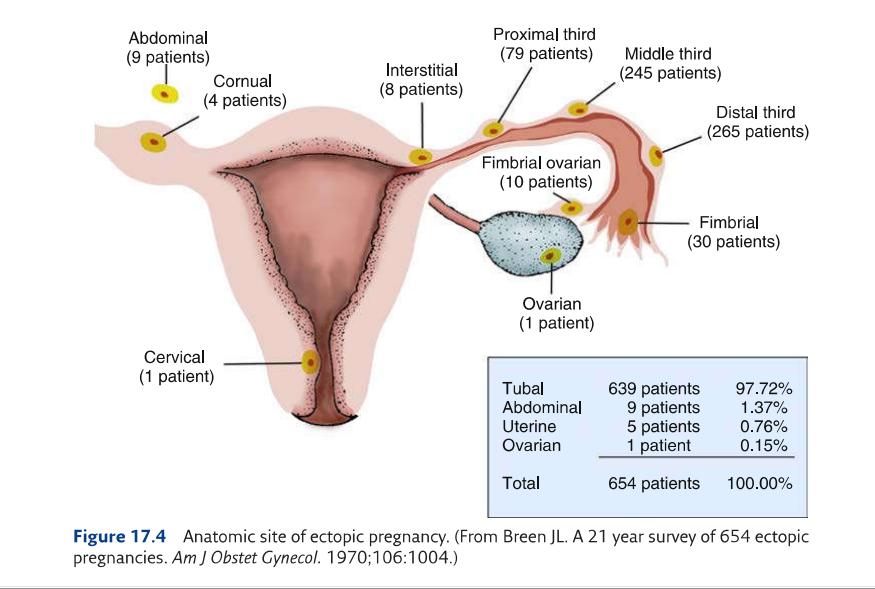 Abdominal
(9 patients)
Cornual
(4 patients)
Interstitial
(8 patients)
Proximal third
(79 patients)
Middle third
(245 patients)
Distal third
(265 patients)
Fimbrial ovarian
(10 patients)
Fimbrial
(30 patients)
Ovarian
(1 patient)
Cervical
(1 patient)
Tubal 639 patients 97.72%
Abdominal 9 patients 1.37%
Uterine 5 patients 0.76%
Ovarian 1 patient 0.15%
Total 654 patients 100.00%
Figure 17.4 Anatomic site of ectopic pregnancy. (From Breen JL. A 21 year survey of 654 ectopic
pregnancies. Am J Obstet Gynecol. 1970;106:1004.)